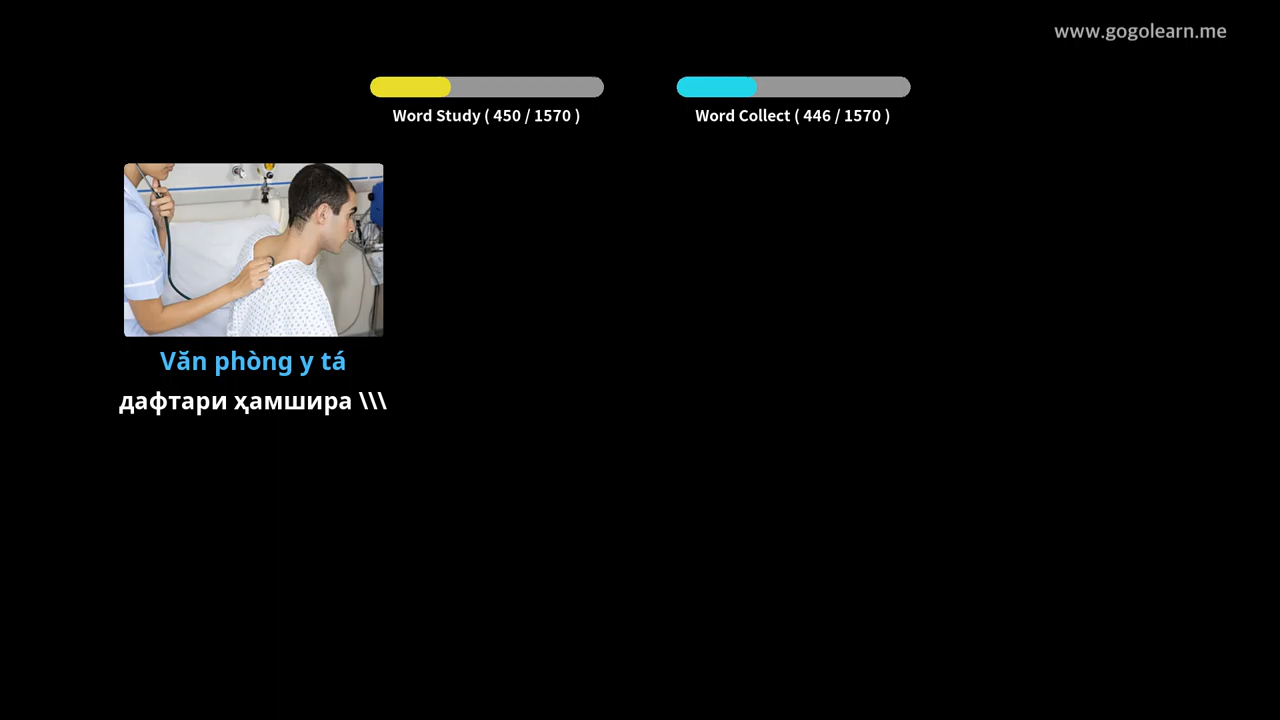 www.gogolearn.me
Word Study ( 450 / 1570 )
Word Collect ( 446 / 1570 )
Văn phòng y tá
дафтари ҳамшира \\\